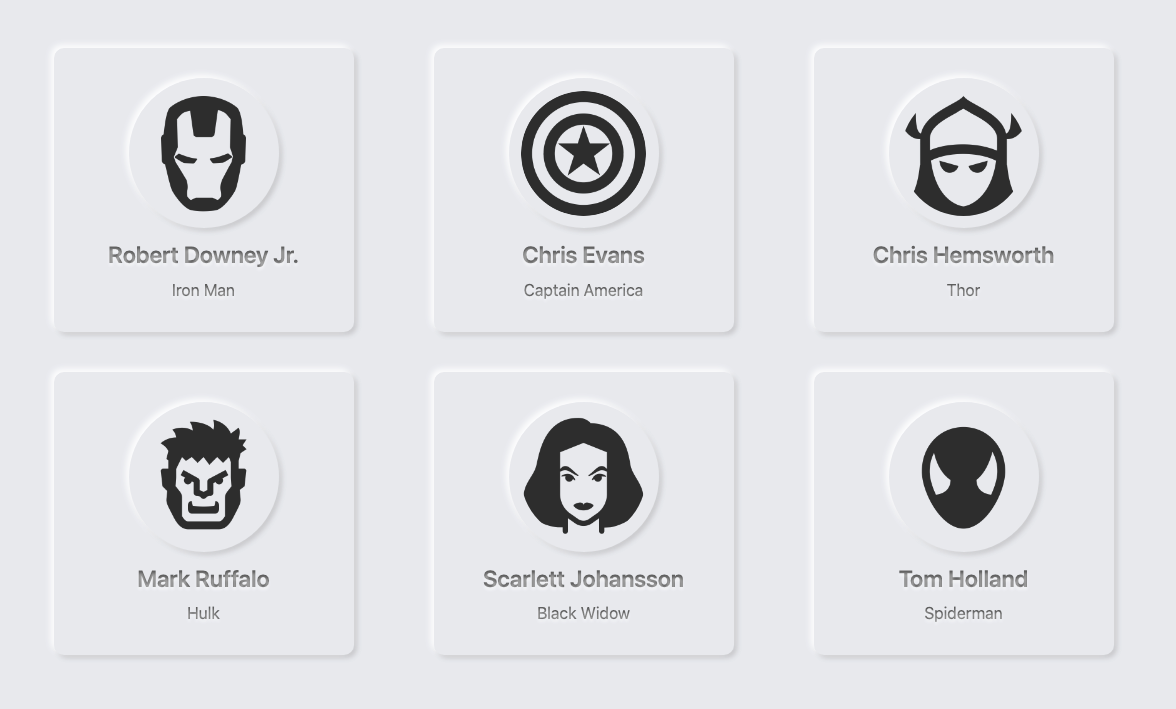 Robert Downey Jr.
Iron Man
Chris Evans
Captain America
Chris Hemsworth
Thor
Mark Ruffalo
Hulk
Scarlett Johansson
Black Widow
Tom Holland
Spiderman